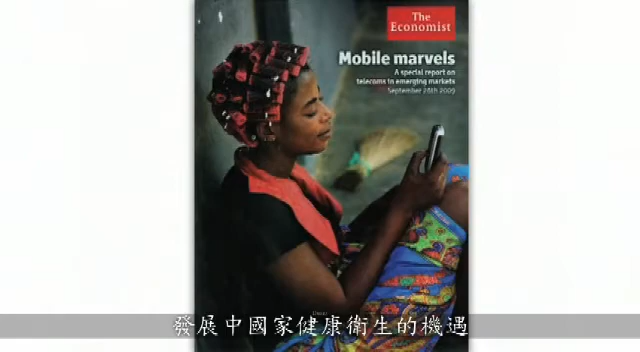 The
Economist
Mobile marvels
A special report on
telecoms in emerging markets
September 26th 2009
發展中國家健康衛生的機遇